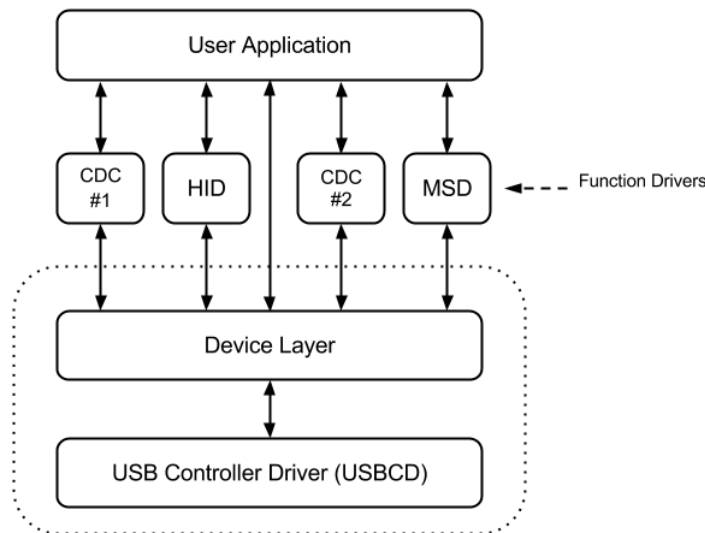 User Application
CDC
#1
HID
CDC
#2
MSD
Function Drivers
Device Layer
USB Controller Driver (USBCD)